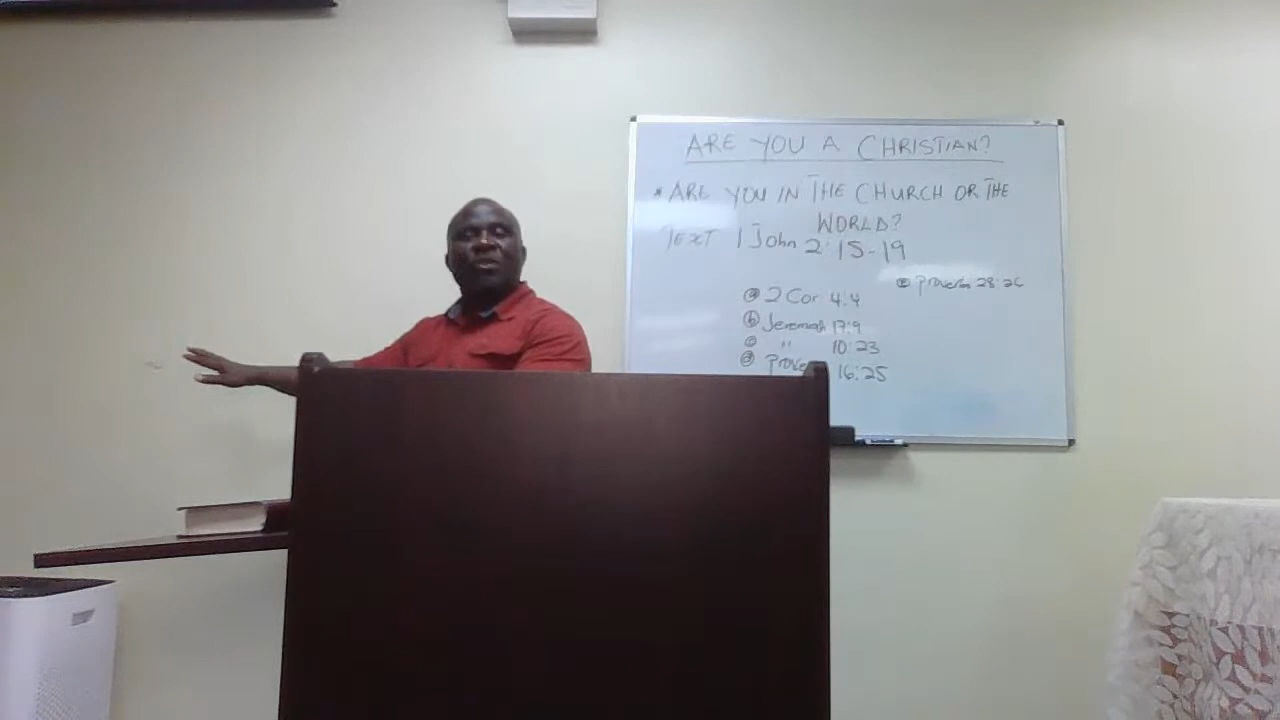 ARE YOU A CHRISTIAN?
* ARE YOU IN THE CHURCH OR THE
WORLD?
TEXT 1 John 2:15-19
(a) 2 Cor 4:4
(b) Jeremiah 17:9
(c) " 10:23
(d) Prove 16:25
(e) Proverbs 28:26